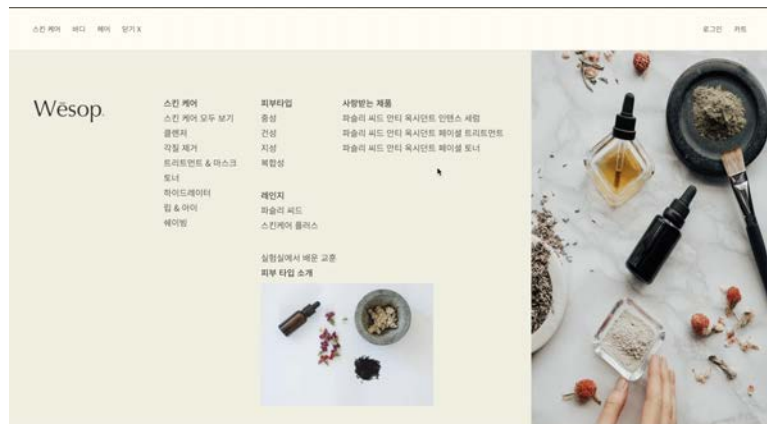 스킨 케어 바디 헤어 닫기 X 로그인 카트
Wēsop.
스킨 케어
스킨 케어 모두 보기
클렌저
각질 제거
트리트먼트 & 마스크
토너
하이드레이터
립 & 아이
쉐이빙
피부타입
중성
건성
지성
복합성
레인지
파슬리 씨드
스킨케어 플러스
실험실에서 배운 교훈
피부 타입 소개
사랑받는 제품
파슬리 씨드 안티 옥시던트 인텐스 세럼
파슬리 씨드 안티 옥시던트 페이셜 트리트먼트
파슬리 씨드 안티 옥시던트 페이셜 토너